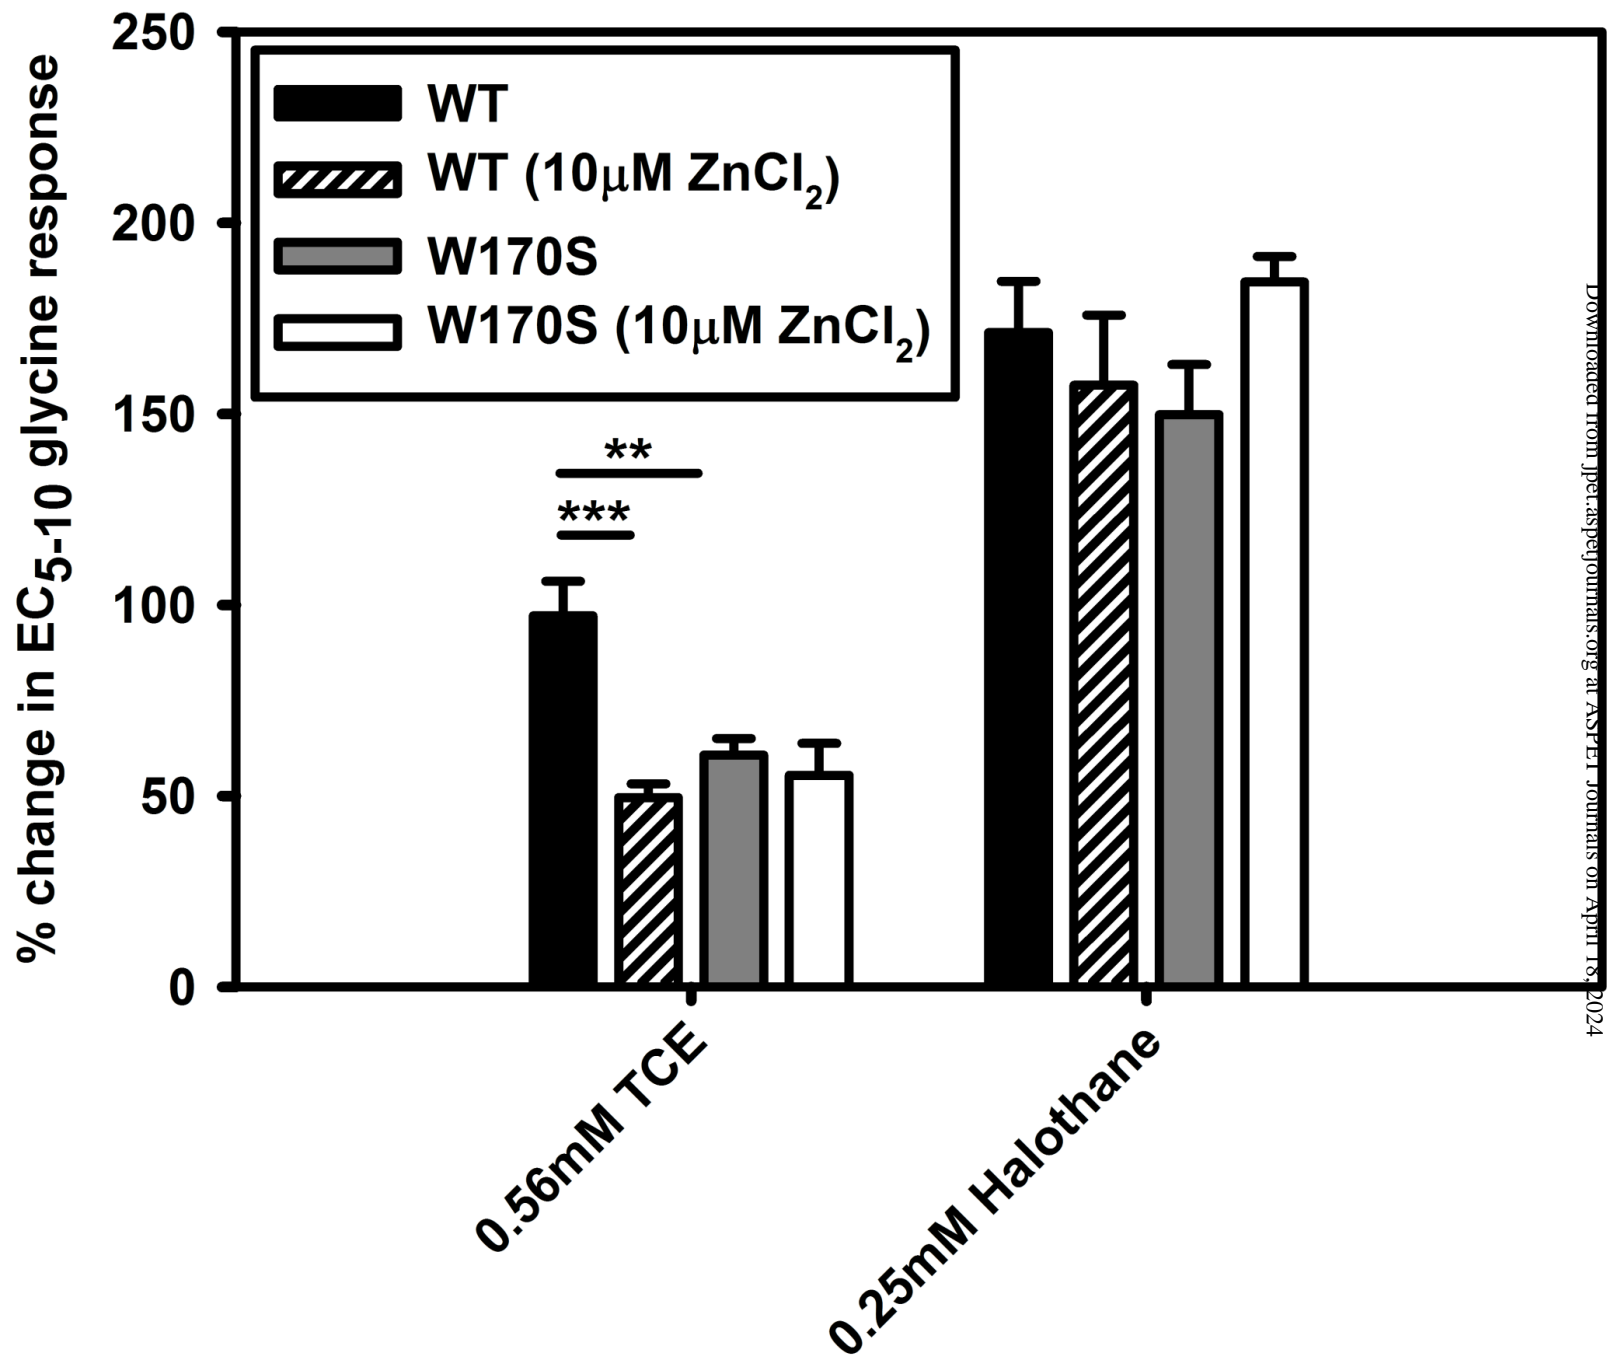 % change in EC5-10 glycine response
250
200
150
100
50
0
WT
WT (10μM ZnCl2)
W170S
W170S (10μM ZnCl2)
**
***
0.56mM TCE
0.25mM Halothane
Downloaded from jpet.aspetjournals.org at ASPET Journals on April 18, 2024